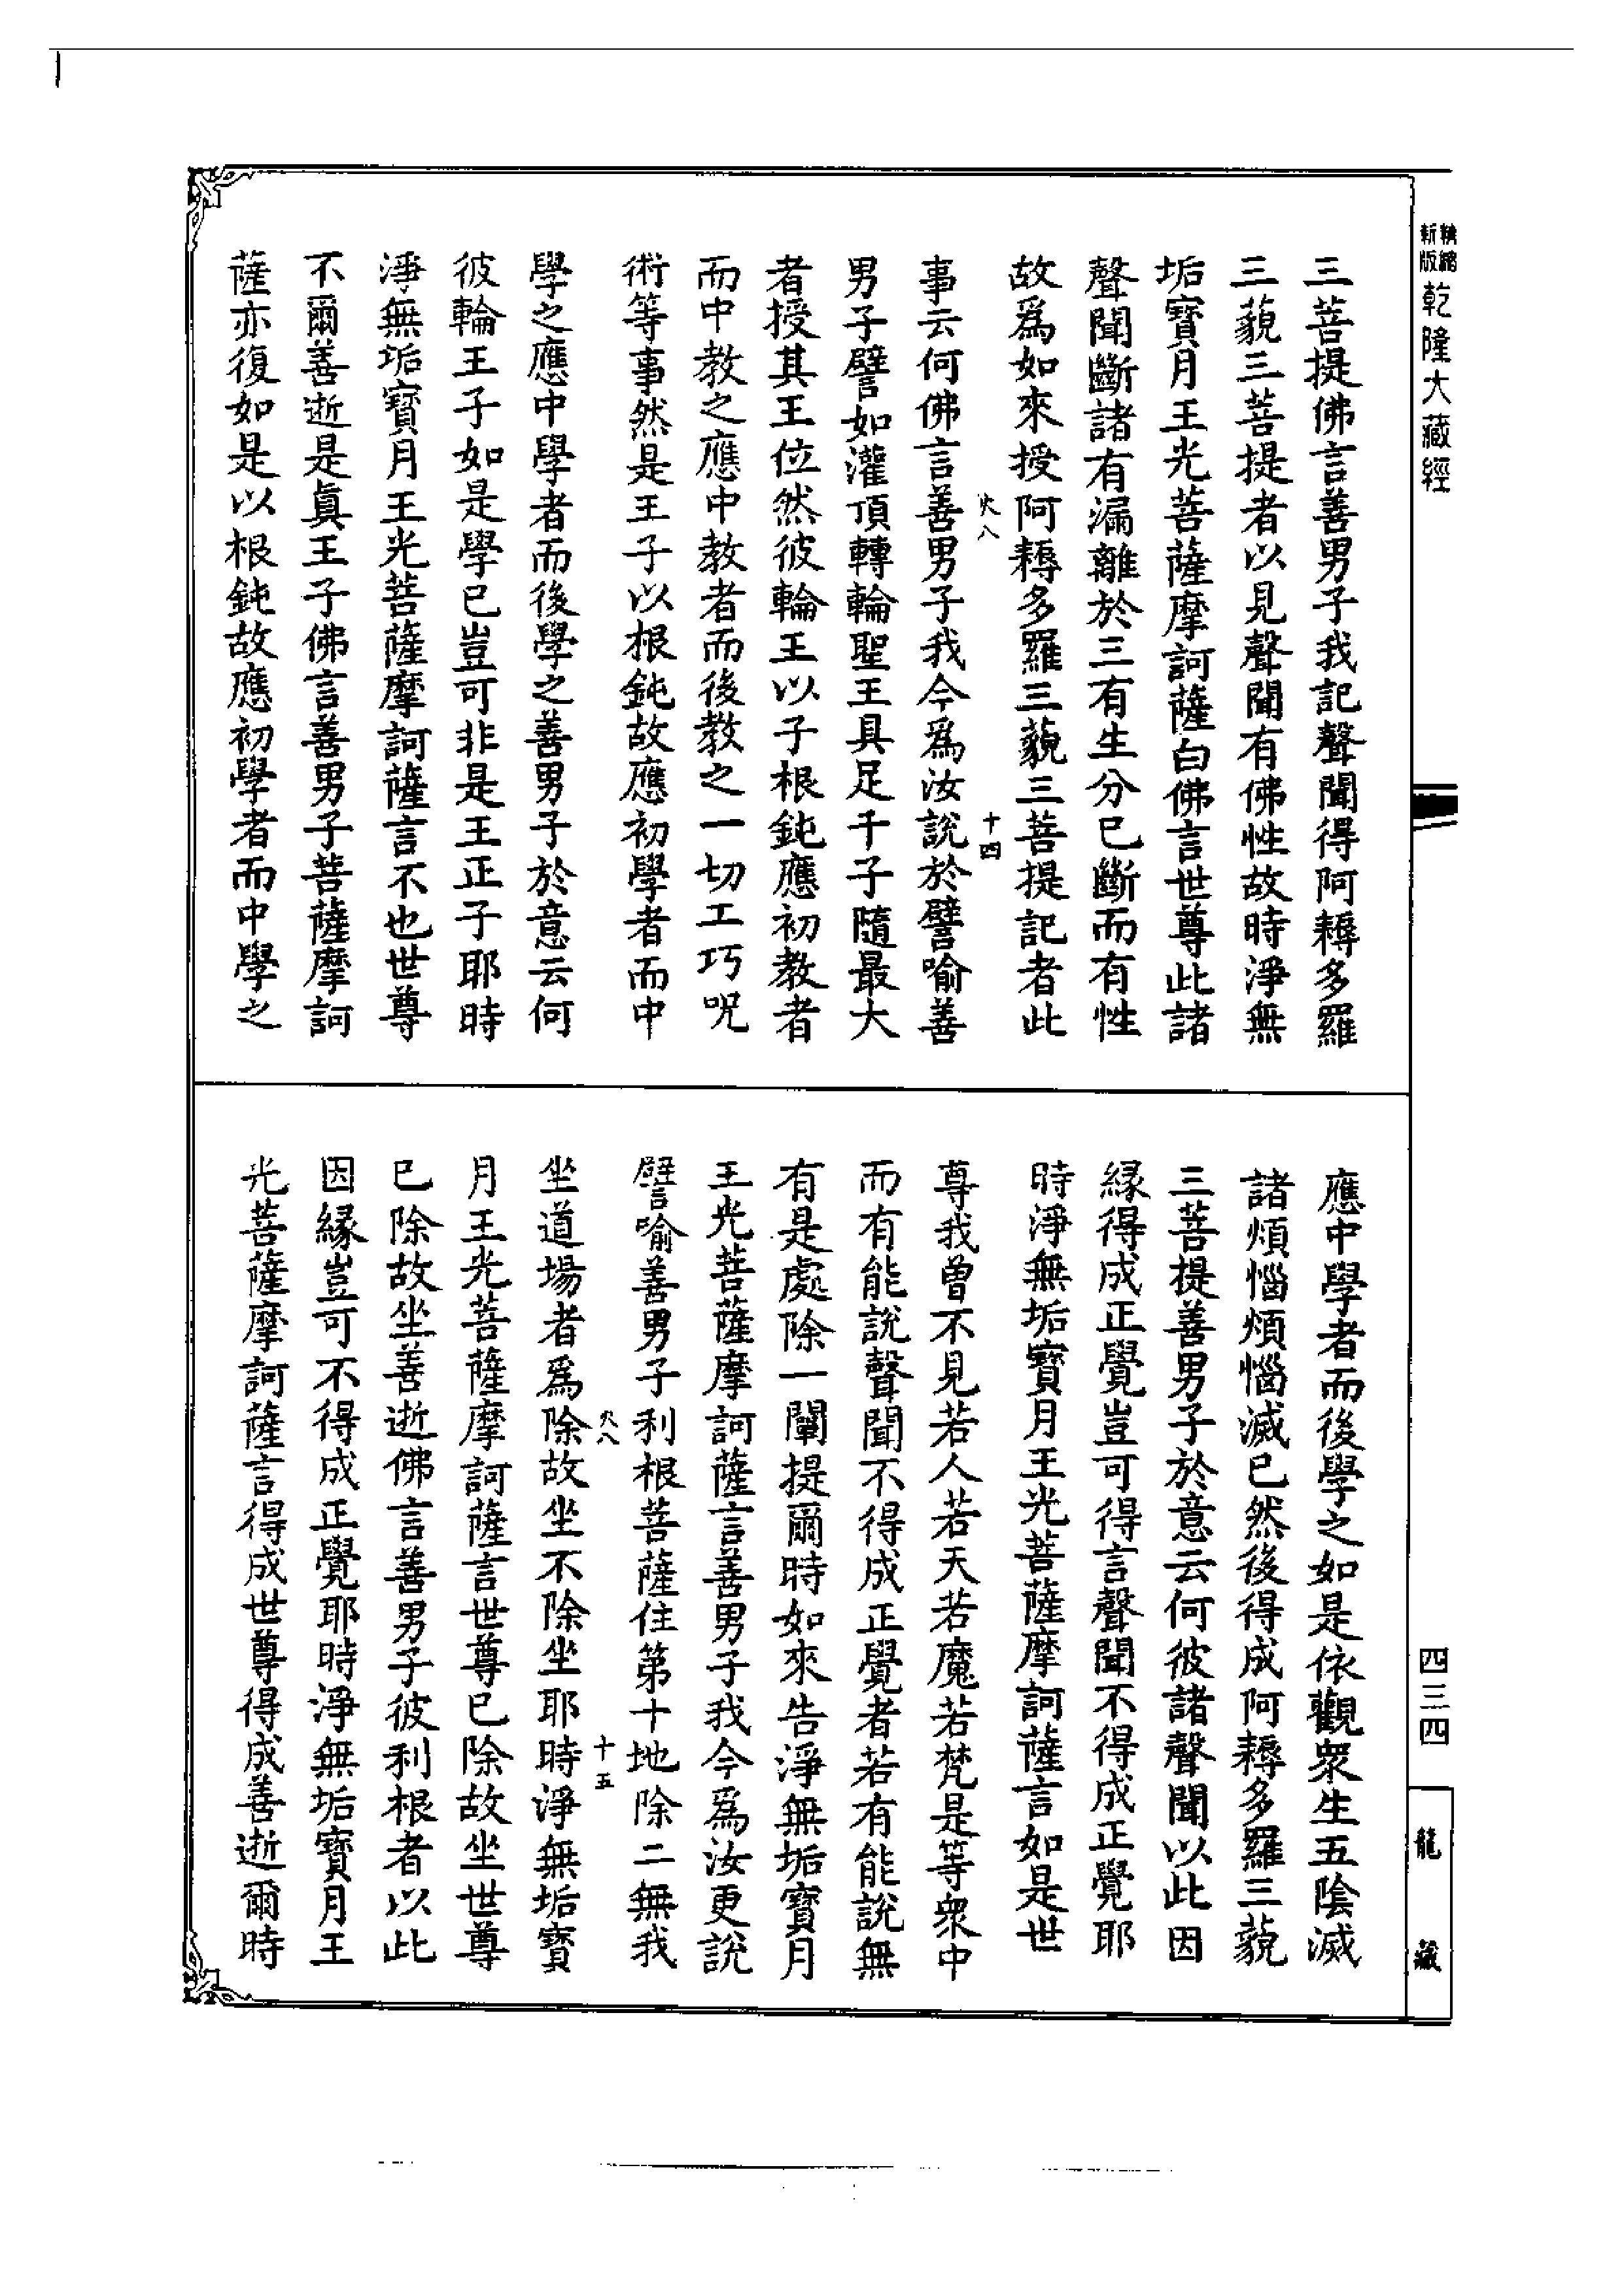 新版
乾隆大藏經
三菩提佛言善男子我記聲聞得阿耨多羅
三藐三菩提者以見聲聞有佛性故時淨無
垢寶月王光菩薩摩訶薩白佛言世尊此諸
聲聞斷諸有漏離於三有生分已斷而有性
故爲如來授阿耨多羅三藐三菩提記者此
十四
事云何佛言善男子我今爲汝說於譬喻善
男子譬如灌頂轉輪聖王具足千子隨最大
者授其王位然彼輪王以子根鈍應初教者
而中教之應中教者而後教之一切工巧呪
術等事然是王子以根鈍故應初學者而中
學之應中學者而後學之善男子於意云何
彼輪王子如是學已豈可非是王正子耶時
淨無垢寶月王光菩薩摩訶薩言不也世尊
不爾善逝是真王子佛言善男子菩薩摩訶
薩亦復如是以根鈍故應初學者而中學之
應中學者而後學之如是依觀衆生五陰滅
諸煩惱煩惱滅已然後得成阿耨多羅三藐
三菩提善男子於意云何彼諸聲聞以此因
緣得成正覺豈可得言聲聞不得成正覺耶
時淨無垢寶月王光菩薩摩訶薩言如是世
尊我曾不見若人若天若魔若梵是等衆中
而有能說聲聞不得成正覺者若有能說無
有是處除一闡提爾時如來告淨無垢寶月
王光菩薩摩訶薩言善男子我今爲汝更說
譬喻善男子利根菩薩住第十地除二無我
十五
坐道場者爲除故坐不除坐耶時淨無垢寶
月王光菩薩摩訶薩言世尊已除故坐世尊
已除故坐善逝佛言善男子彼利根者以此
因緣豈可不得成正覺耶時淨無垢寶月王
光菩薩摩訶薩言得成世尊得成善逝爾時
四三四
龍藏